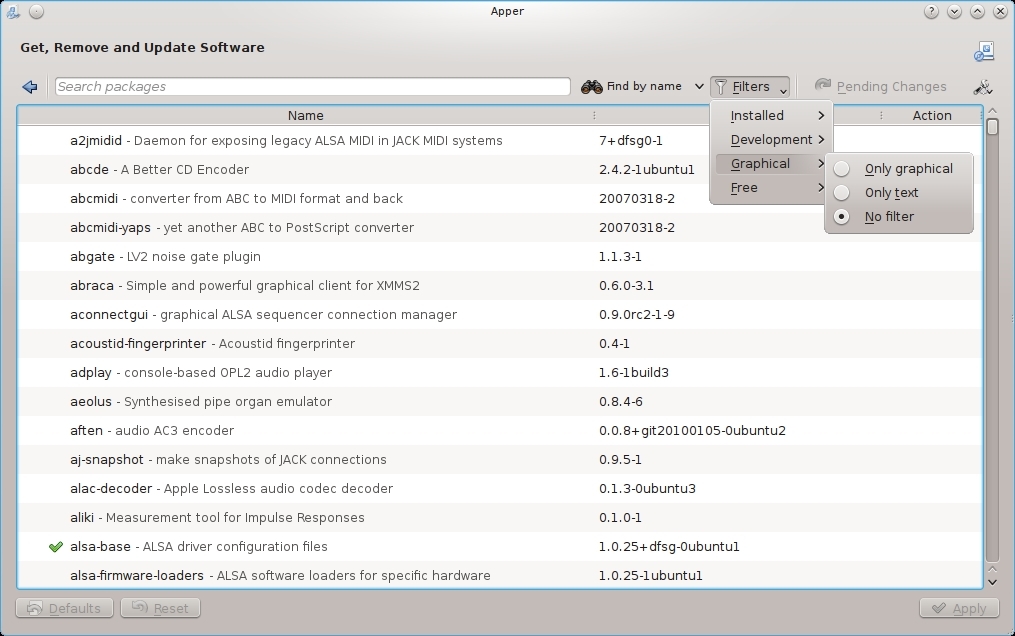 Apper
Get, Remove and Update Software
Search packages Find by name Filters Pending Changes
Name Action
Installed
Development
Graphical
Free
Only graphical
Only text
No filter
a2jmidid - Daemon for exposing legacy ALSA MIDI in JACK MIDI systems 7+dfsg0-1
abcde - A Better CD Encoder 2.4.2-1ubuntu1
abcmidi - converter from ABC to MIDI format and back 20070318-2
abcmidi-yaps - yet another ABC to PostScript converter 20070318-2
abgate - LV2 noise gate plugin 1.1.3-1
abraca - Simple and powerful graphical client for XMMS2 0.6.0-3.1
aconnectgui - graphical ALSA sequencer connection manager 0.9.0rc2-1-9
acoustid-fingerprinter - Acoustid fingerprinter 0.4-1
adplay - console-based OPL2 audio player 1.6-1build3
aeolus - Synthesised pipe organ emulator 0.8.4-6
aften - audio AC3 encoder 0.0.8+git20100105-0ubuntu2
aj-snapshot - make snapshots of JACK connections 0.9.5-1
alac-decoder - Apple Lossless audio codec decoder 0.1.3-0ubuntu3
aliki - Measurement tool for Impulse Responses 0.1.0-1
alsa-base - ALSA driver configuration files 1.0.25+dfsg-0ubuntu1
alsa-firmware-loaders - ALSA software loaders for specific hardware 1.0.25-1ubuntu1
Defaults Reset Apply